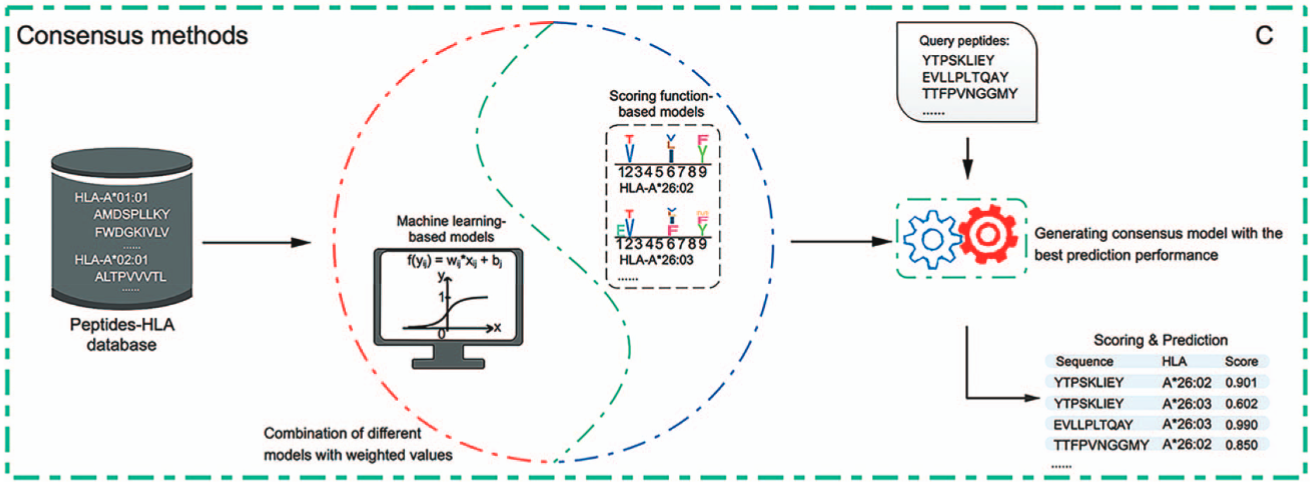 Consensus methods
C
HLA-A*01:01
AMDSPLLKY
FWDGKIVLV
......
HLA-A*02:01
ALTPVVVTL
......
Peptides-HLA
database
Machine learning-
based models
f(yij) = wij*xij + bj
y
1
0
x
Scoring function-
based models
T
V
V
L
I
F
Y
123456789
HLA-A*26:02
E
T
V
I
F
F
Y
123456789
HLA-A*26:03
......
Combination of different
models with weighted values
Query peptides:
YTPSKLIEY
EVLLPLTQAY
TTFPVNGGMY
......
Generating consensus model with the
best prediction performance
Scoring & Prediction
Sequence HLA Score
YTPSKLIEY A*26:02 0.901
YTPSKLIEY A*26:03 0.602
EVLLPLTQAY A*26:03 0.990
TTFPVNGGMY A*26:02 0.850
......